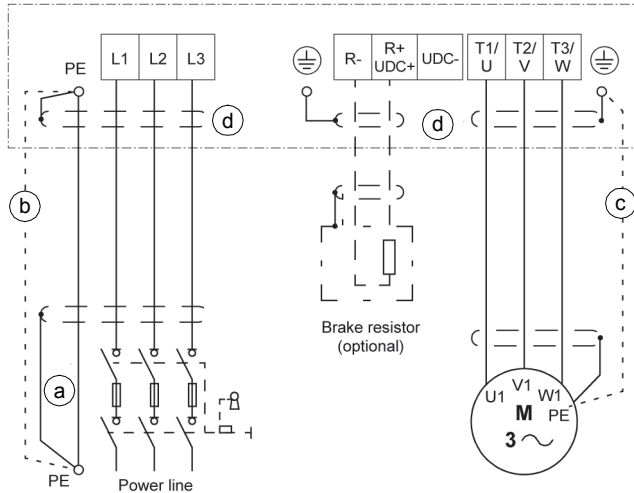 PE
L1 L2 L3
R-
R+
UDC+
UDC-
T1/
U
T2/
V
T3/
W
d
d
b
c
a
Brake resistor
(optional)
U1
V1
W1
M
PE
3
PE
Power line